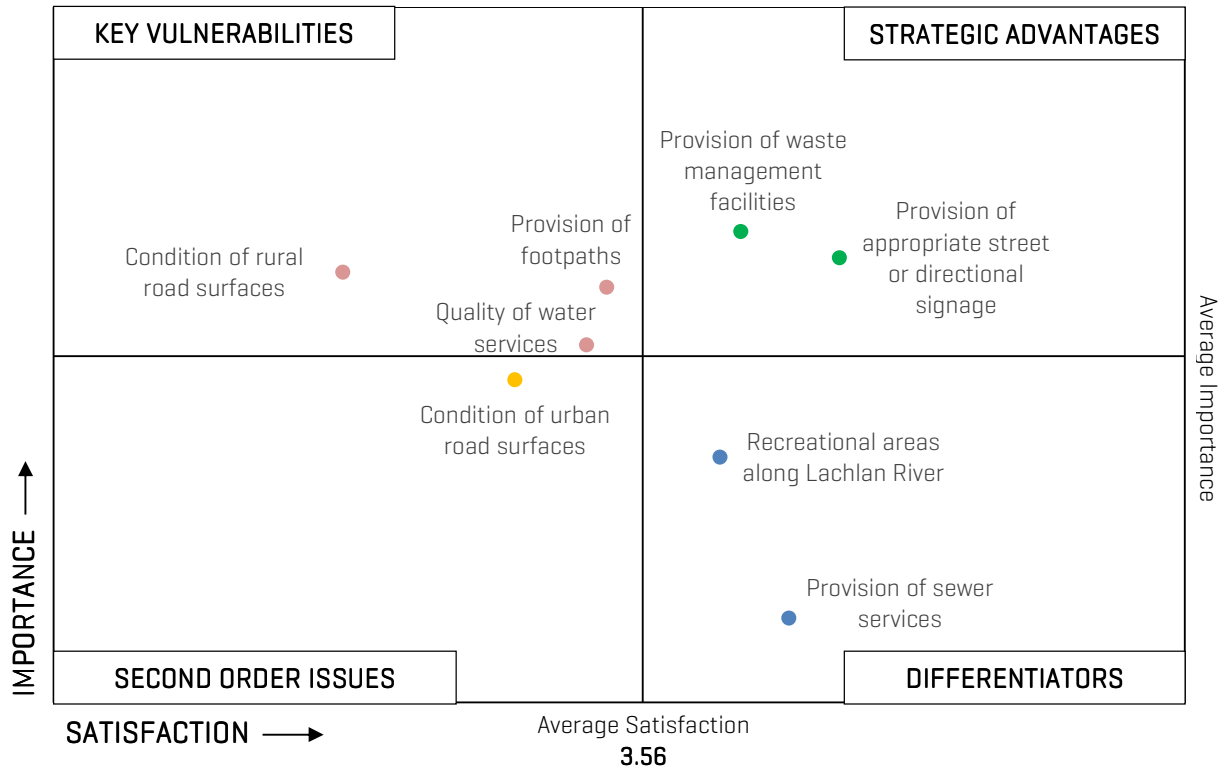 KEY VULNERABILITIES
STRATEGIC ADVANTAGES
Provision of waste
management
facilities
Provision of
appropriate street
or directional
signage
Provision of
footpaths
Condition of rural
road surfaces
Quality of water
services
Condition of urban
road surfaces
Recreational areas
along Lachlan River
Provision of sewer
services
Average Importance
IMPORTANCE
SECOND ORDER ISSUES
DIFFERENTIATORS
SATISFACTION
Average Satisfaction
3.56